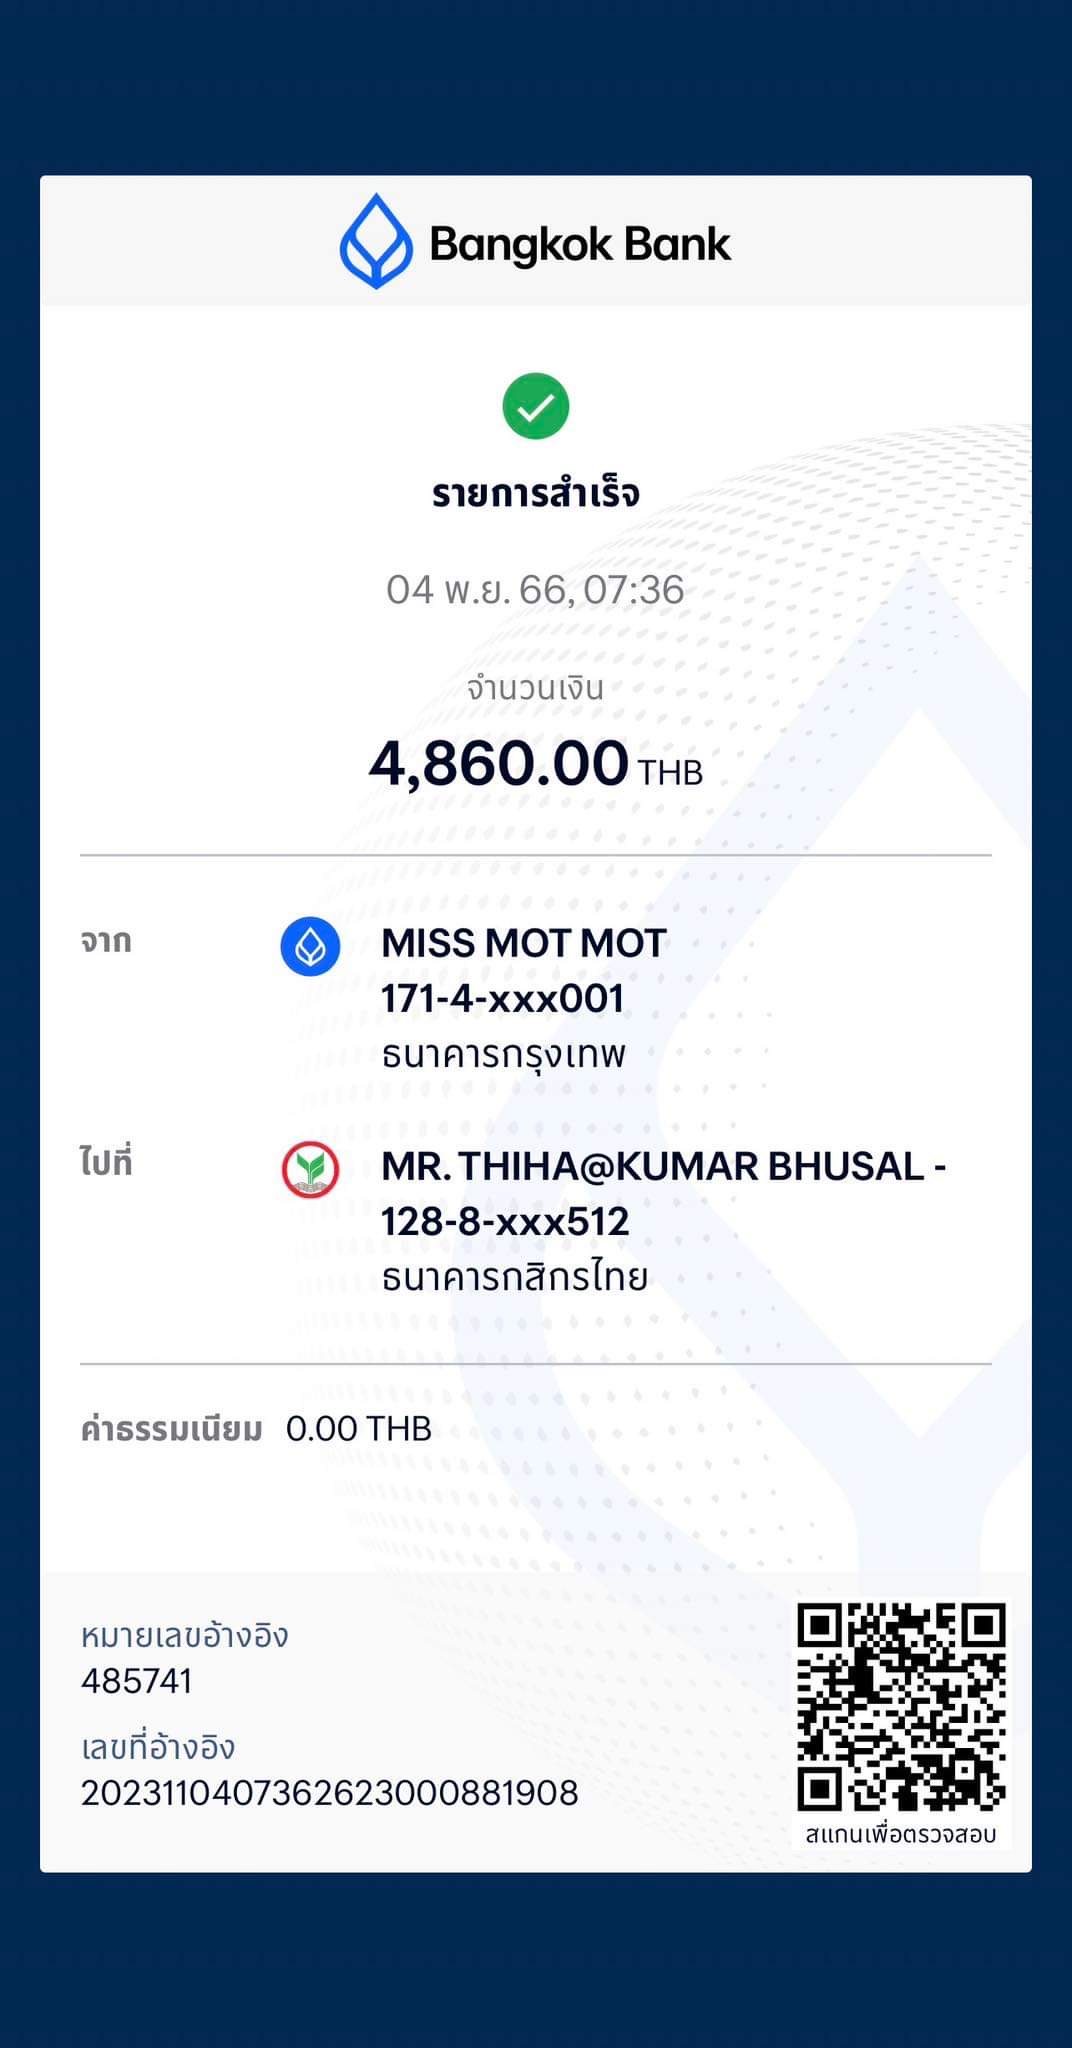 Bangkok Bank
รายการสำเร็จ
04 พ.ย. 66, 07:36
จำนวนเงิน
4,860.00 THB
จาก
MISS MOT MOT
171-4-xxx001
ธนาคารกรุงเทพ
ไปที่
MR. THIHA@KUMAR BHUSAL -
128-8-xxx512
ธนาคารกสิกรไทย
ค่าธรรมเนียม 0.00 THB
หมายเลขอ้างอิง
485741
เลขที่อ้างอิง
2023110407362623000881908
สแกนเพื่อตรวจสอบ